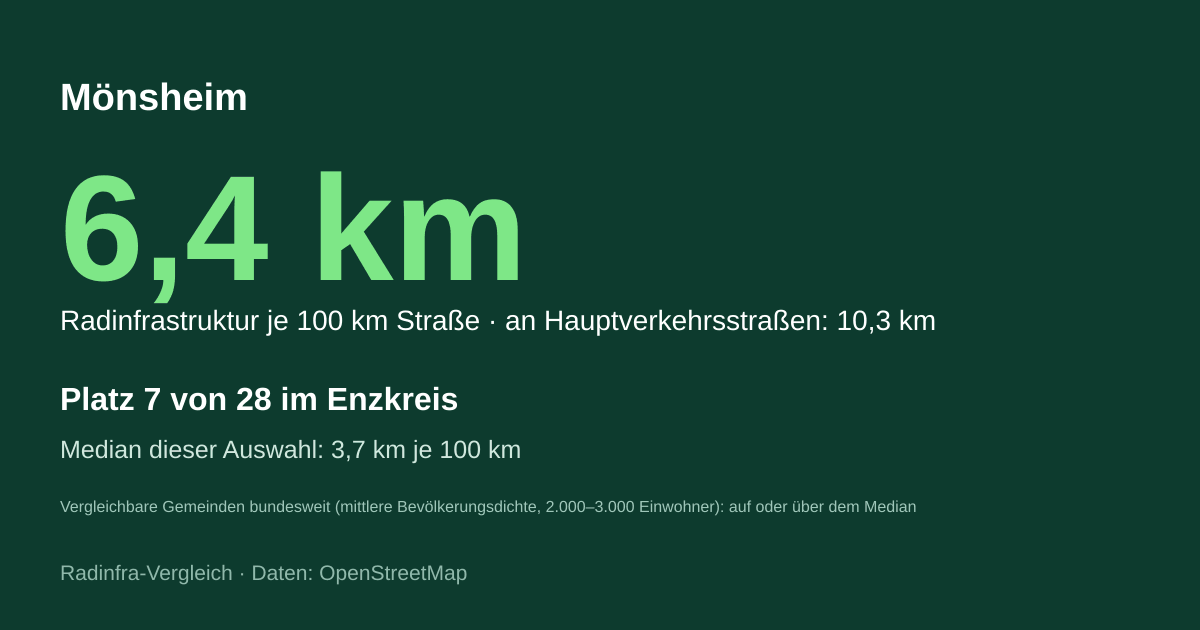 Mönsheim
6,4 km
Radinfrastruktur je 100 km Straße · an Hauptverkehrsstraßen: 10,3 km
Platz 7 von 28 im Enzkreis
Median dieser Auswahl: 3,7 km je 100 km
Vergleichbare Gemeinden bundesweit (mittlere Bevölkerungsdichte, 2.000–3.000 Einwohner): auf oder über dem Median
Radinfra-Vergleich · Daten: OpenStreetMap